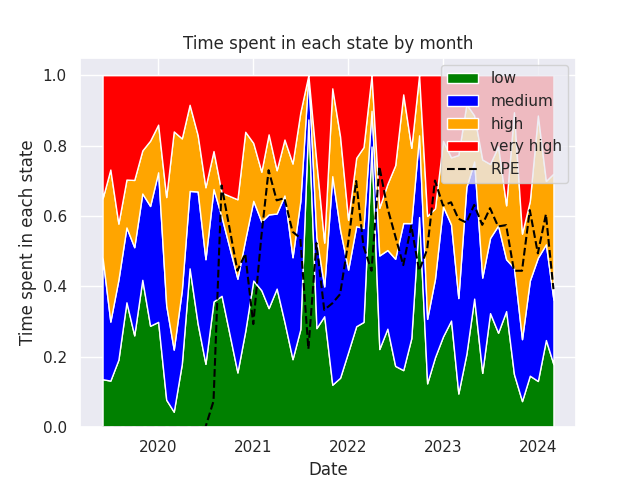 Time spent in each state by month
Time spent in each state
1.0
0.8
0.6
0.4
0.2
0.0
low
medium
high
very high
RPE
2020
2021
2022
2023
2024
Date